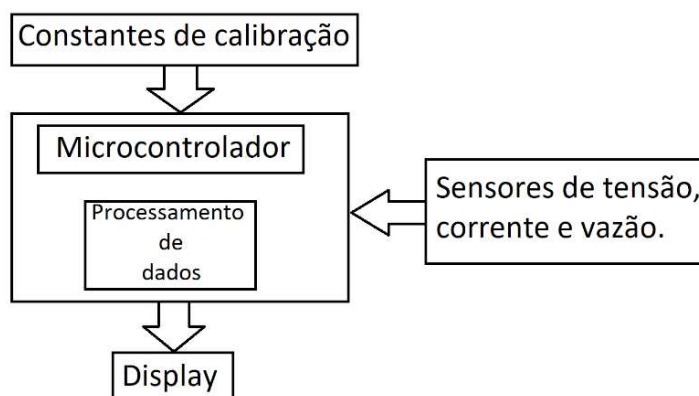 Constantes de calibração
Microcontrolador
Processamento
de
dados
Sensores de tensão,
corrente e vazão.
Display